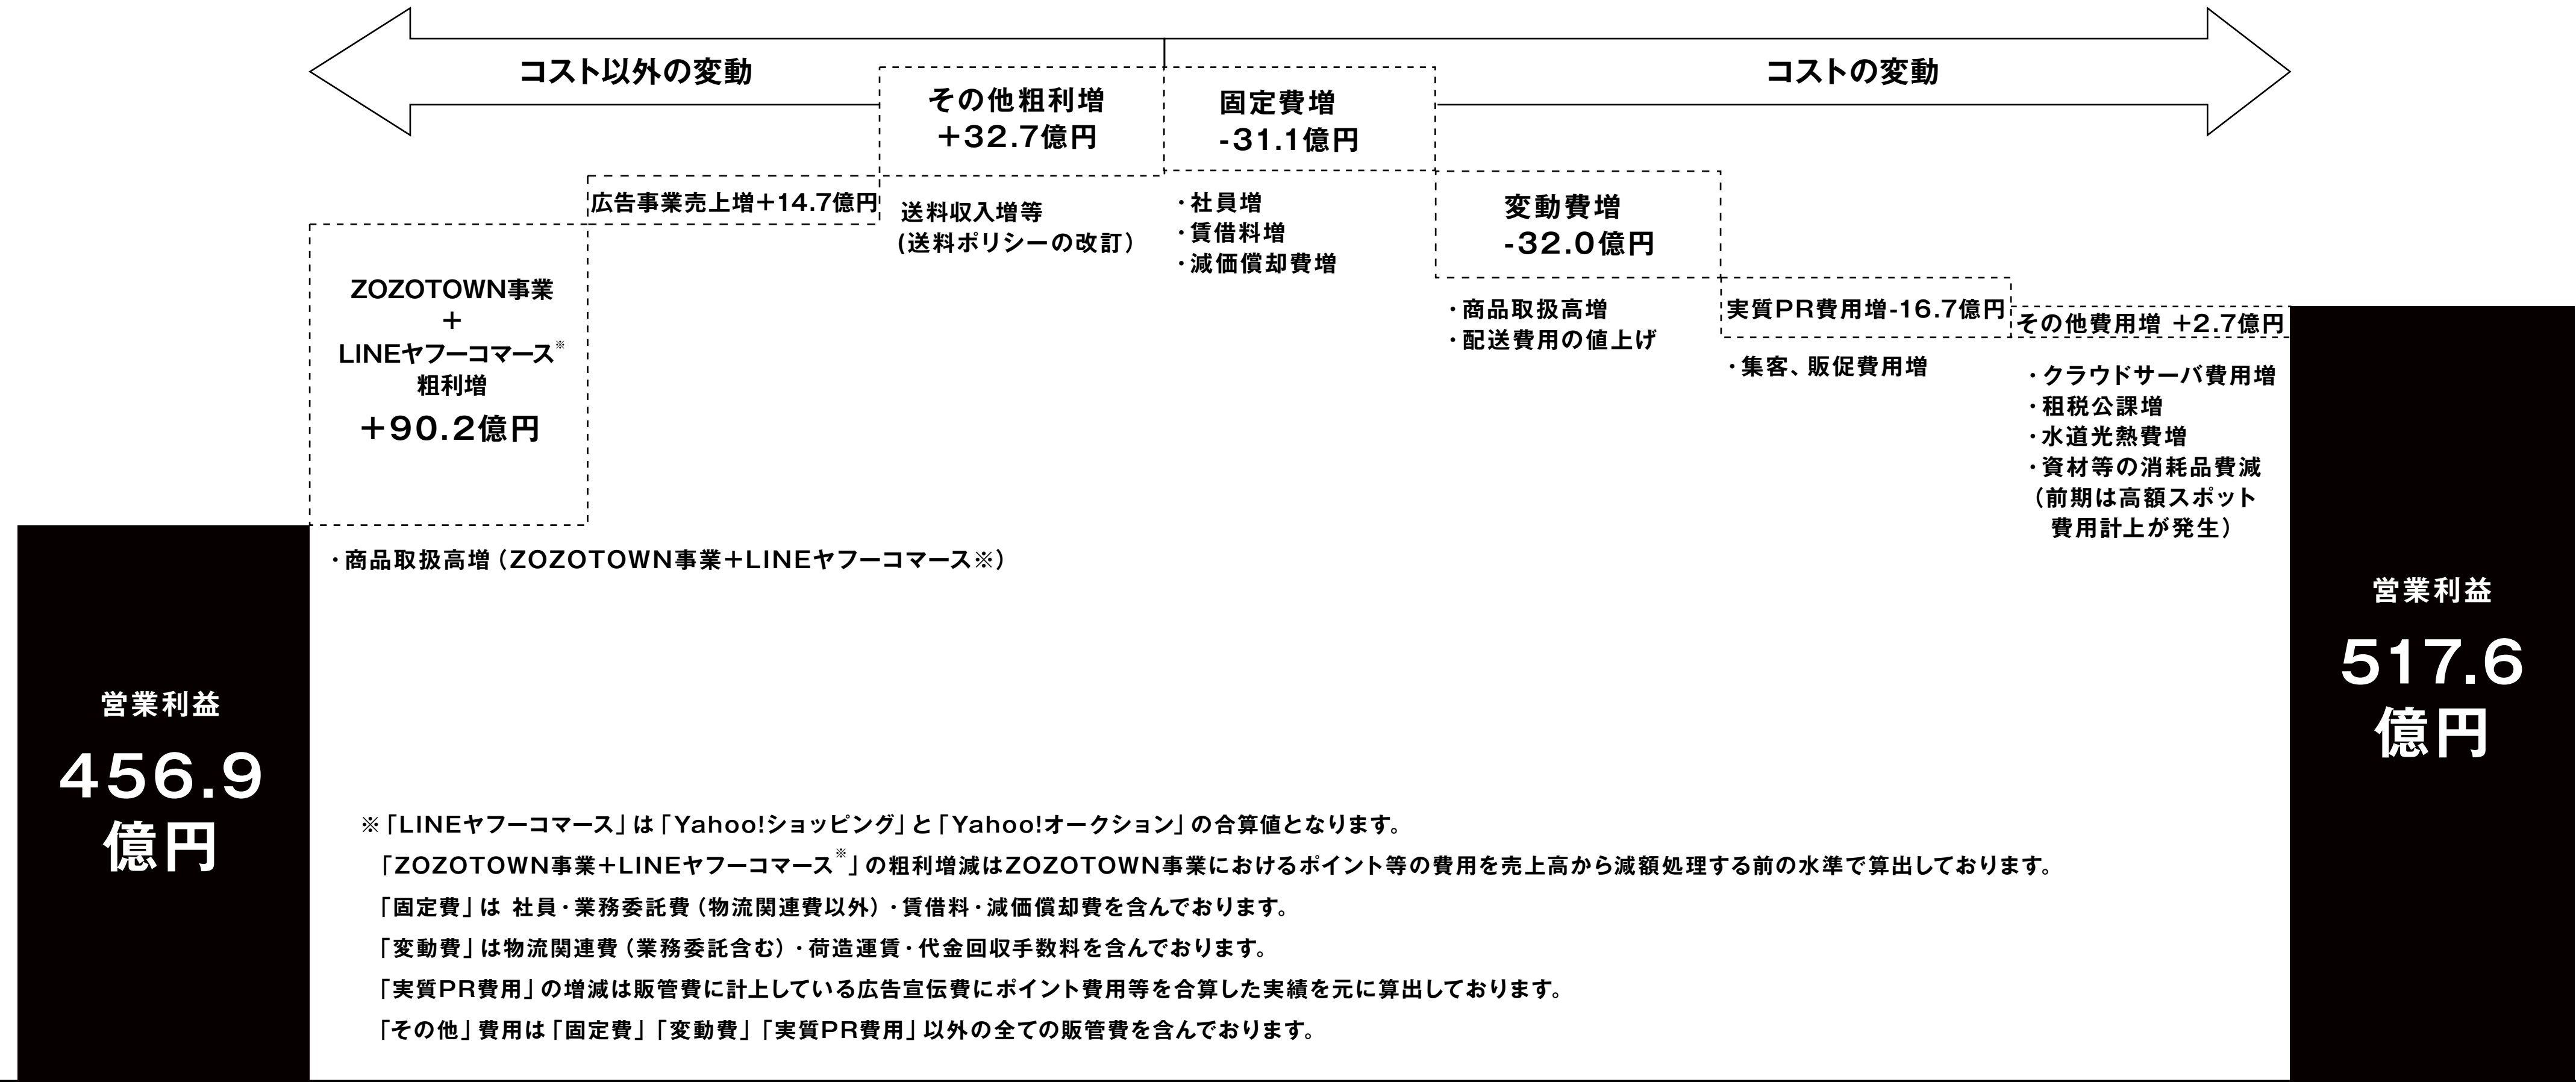 コスト以外の変動
コストの変動
その他粗利増
+32.7億円
固定費増
-31.1億円
広告事業売上増+14.7億円
送料収入増等
(送料ポリシーの改訂）
・社員増
・賃借料増
・減価償却費増
変動費増
-32.0億円
ZOZOTOWN事業
+
LINEヤフーコマース※
粗利増
+90.2億円
・商品取扱高増
・配送費用の値上げ
実質PR費用増-16.7億円
・集客、販促費用増
その他費用増 +2.7億円
・クラウドサーバ費用増
・租税公課増
・水道光熱費増
・資材等の消耗品費減
（前期は高額スポット
費用計上が発生）
・商品取扱高増（ZOZOTOWN事業+LINEヤフーコマース※）
営業利益
456.9
億円
営業利益
517.6
億円
※「LINEヤフーコマース」は「Yahoo!ショッピング」と「Yahoo!オークション」の合算値となります。
「ZOZOTOWN事業+LINEヤフーコマース※」の粗利増減はZOZOTOWN事業におけるポイント等の費用を売上高から減額処理する前の水準で算出しております。
「固定費」は 社員・業務委託費（物流関連費以外）・賃借料・減価償却費を含んでおります。
「変動費」は物流関連費（業務委託含む）・荷造運賃・代金回収手数料を含んでおります。
「実質PR費用」の増減は販管費に計上している広告宣伝費にポイント費用等を合算した実績を元に算出しております。
「その他」費用は「固定費」「変動費」「実質PR費用」以外の全ての販管費を含んでおります。